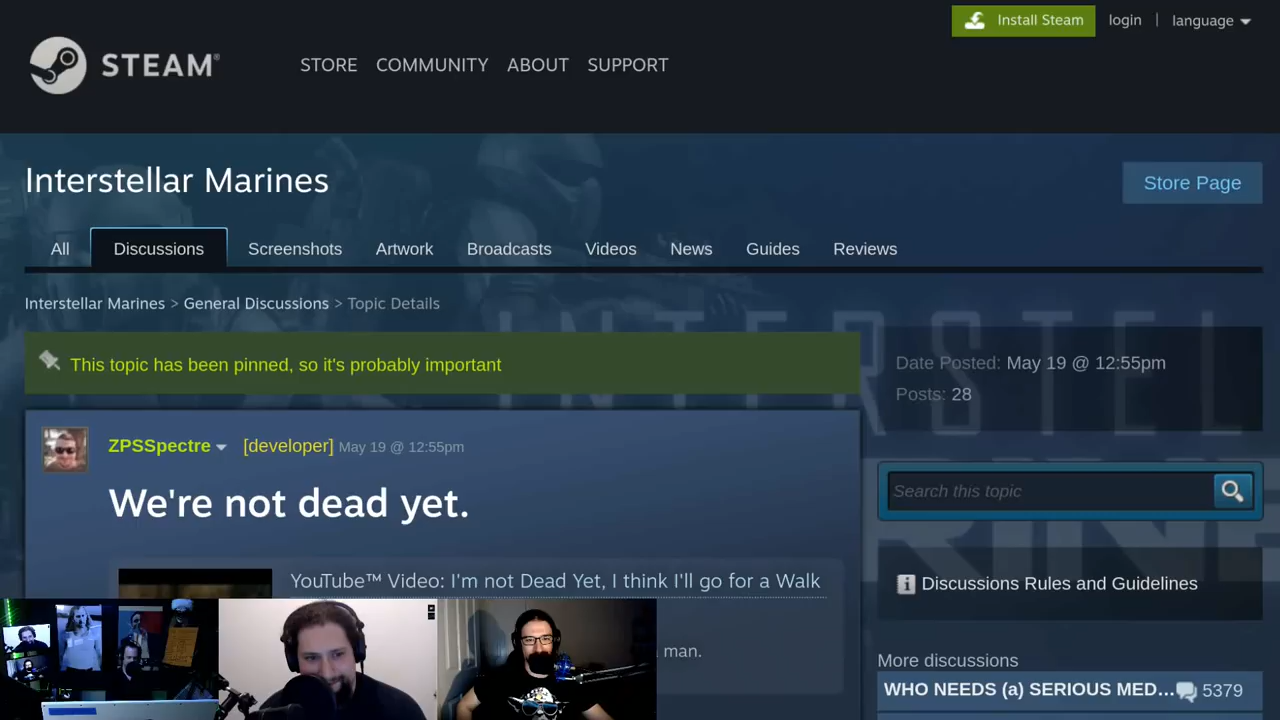 Install Steam
login | language
STEAM®
STORE COMMUNITY ABOUT SUPPORT
Interstellar Marines
Store Page
All Discussions Screenshots Artwork Broadcasts Videos News Guides Reviews
Interstellar Marines > General Discussions > Topic Details
This topic has been pinned, so it's probably important
Date Posted: May 19 @ 12:55pm
Posts: 28
ZPSSpectre [developer] May 19 @ 12:55pm
We're not dead yet.
Search this topic
YouTube™ Video: I'm not Dead Yet, I think I'll go for a Walk
man.
Discussions Rules and Guidelines
More discussions
WHO NEEDS (a) SERIOUS MED... 5379